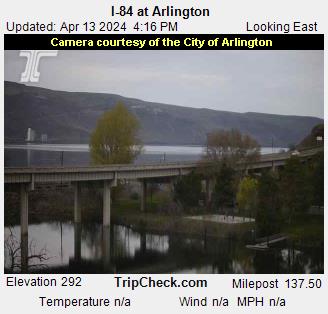 I-84 at Arlington
Updated: Apr 13 2024 4:16 PM Looking East
Camera courtesy of the City of Arlington
Elevation 292 TripCheck.com Milepost 137.50
Temperature n/a Wind n/a MPH n/a